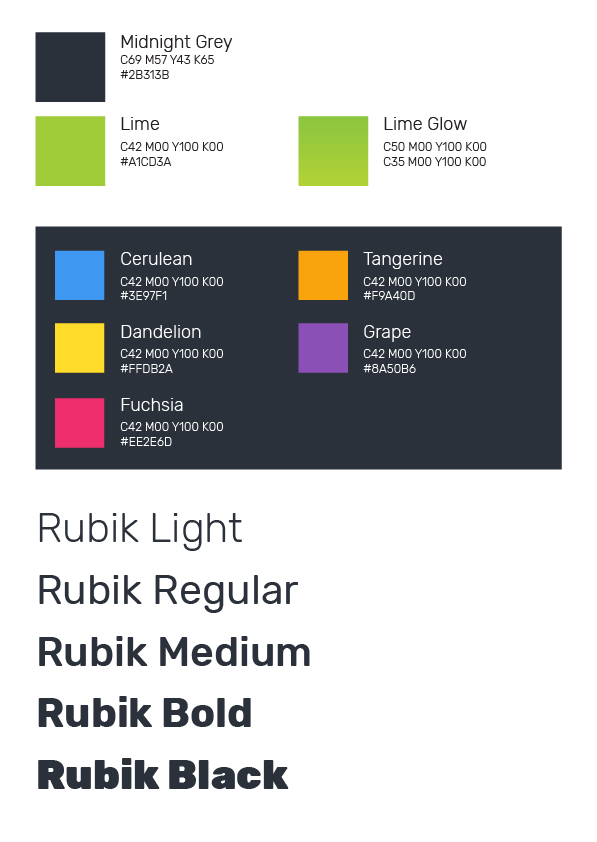 Midnight Grey
C69 M57 Y43 K65
#2B313B
Lime
C42 M00 Y100 K00
#A1CD3A
Lime Glow
C50 M00 Y100 K00
C35 M00 Y100 K00
Cerulean
C42 M00 Y100 K00
#3E97F1
Tangerine
C42 M00 Y100 K00
#F9A40D
Dandelion
C42 M00 Y100 K00
#FFDB2A
Grape
C42 M00 Y100 K00
#8A50B6
Fuchsia
C42 M00 Y100 K00
#EE2E6D
Rubik Light
Rubik Regular
Rubik Medium
Rubik Bold
Rubik Black